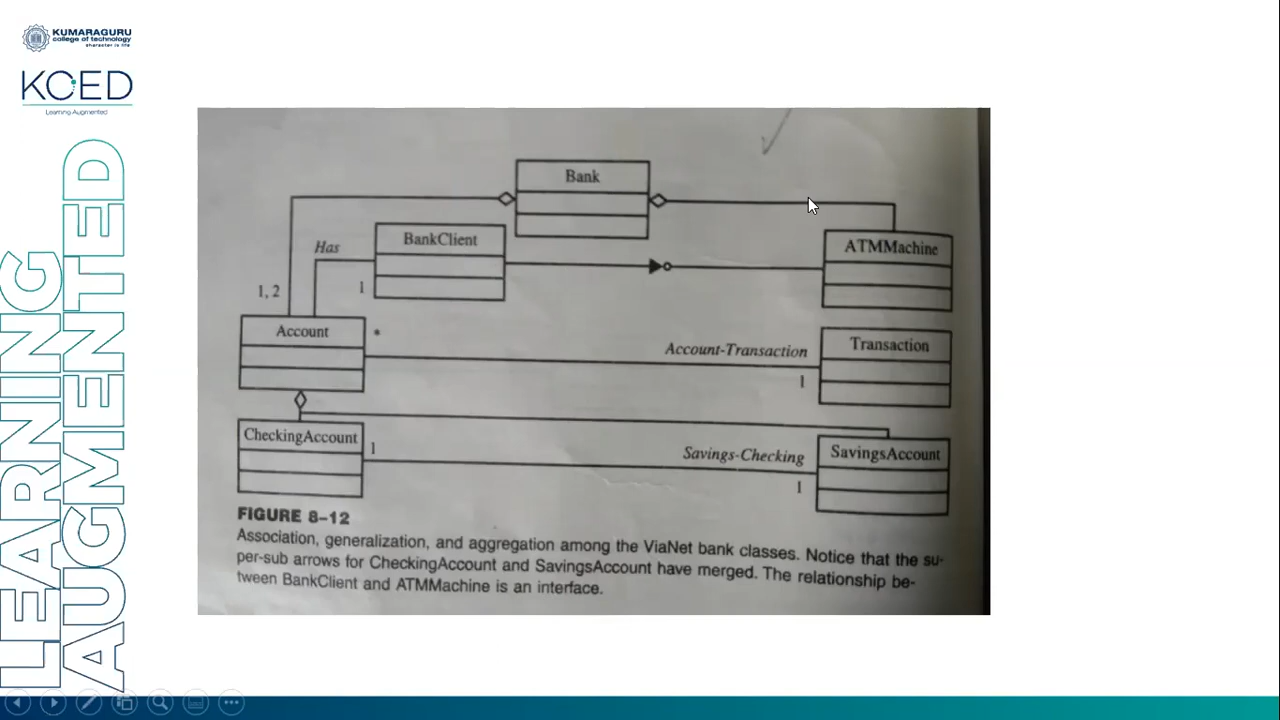 KUMARAGURU
college of technology
character is life
KCED
Learning Augmented
LEARNING
AUGMENTED
Bank
BankClient
ATMMachine
Has
1, 2
1
Account
*
Account-Transaction
Transaction
1
CheckingAccount
1
Savings-Checking
SavingsAccount
1
FIGURE 8–12
Association, generalization, and aggregation among the ViaNet bank classes. Notice that the su-
per-sub arrows for CheckingAccount and SavingsAccount have merged. The relationship be-
tween BankClient and ATMMachine is an interface.